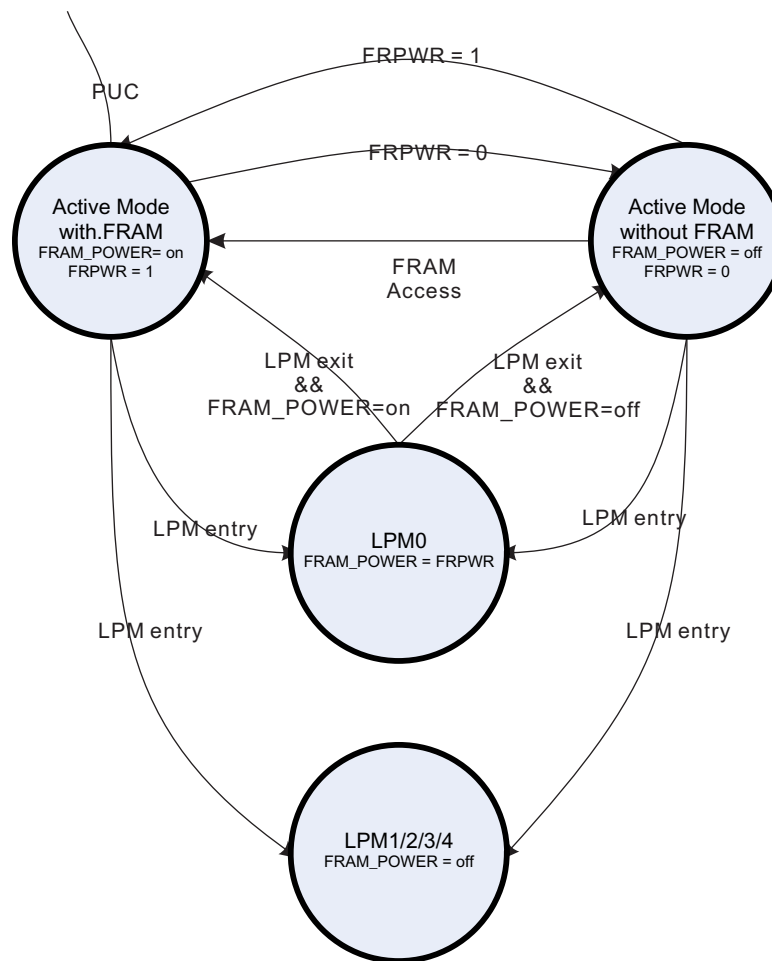 FRPWR = 1
PUC
FRPWR = 0
Active Mode
with.FRAM
FRAM_POWER= on
FRPWR = 1
Active Mode
without FRAM
FRAM_POWER = off
FRPWR = 0
FRAM
Access
LPM exit
&&
FRAM_POWER=on
LPM exit
&&
FRAM_POWER=off
LPM entry
LPM entry
LPM0
FRAM_POWER = FRPWR
LPM entry
LPM entry
LPM1/2/3/4
FRAM_POWER = off